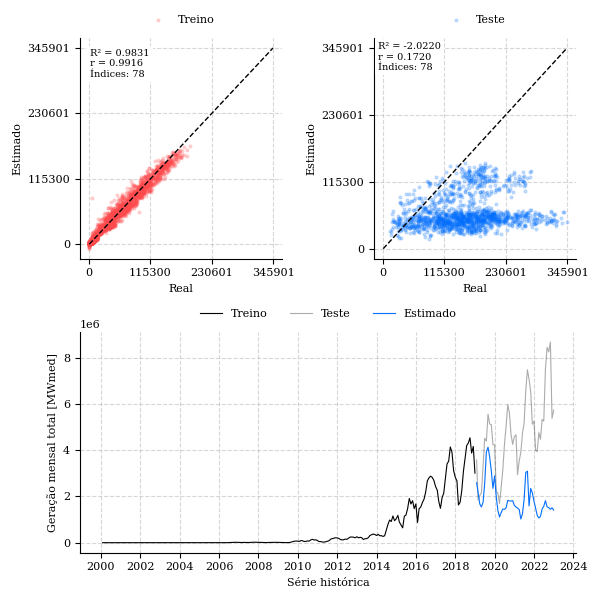 Treino
Teste
R² = 0.9831
r = 0.9916
Índices: 78
R² = -2.0220
r = 0.1720
Índices: 78
345901
230601
115300
0
Estimado
0 115300 230601 345901
Real
345901
230601
115300
0
Estimado
0 115300 230601 345901
Real
Treino Teste Estimado
1e6
8
6
4
2
0
Geração mensal total [MWmed]
2000 2002 2004 2006 2008 2010 2012 2014 2016 2018 2020 2022 2024
Série histórica